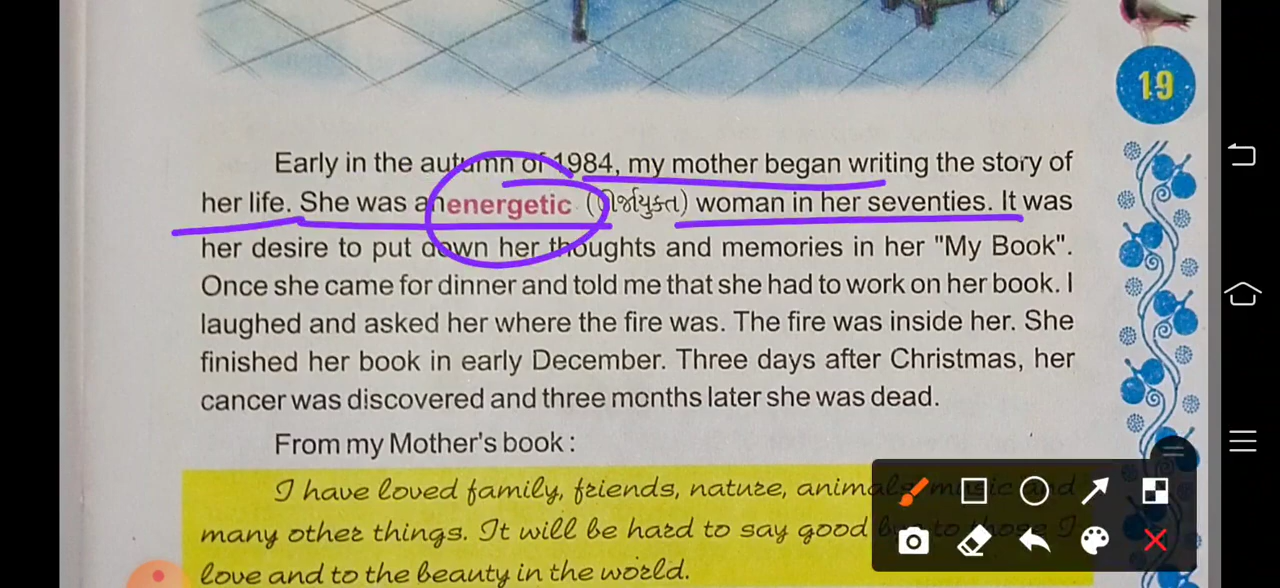 19
Early in the autumn of 1984, my mother began writing the story of
her life. She was an energetic (ઊર્જાયુક્ત) woman in her seventies. It was
her desire to put down her thoughts and memories in her "My Book".
Once she came for dinner and told me that she had to work on her book. I
laughed and asked her where the fire was. The fire was inside her. She
finished her book in early December. Three days after Christmas, her
cancer was discovered and three months later she was dead.
From my Mother's book :
I have loved family, friends, nature, animals, music and
many other things. It will be hard to say good bye to those I
love and to the beauty in the world.